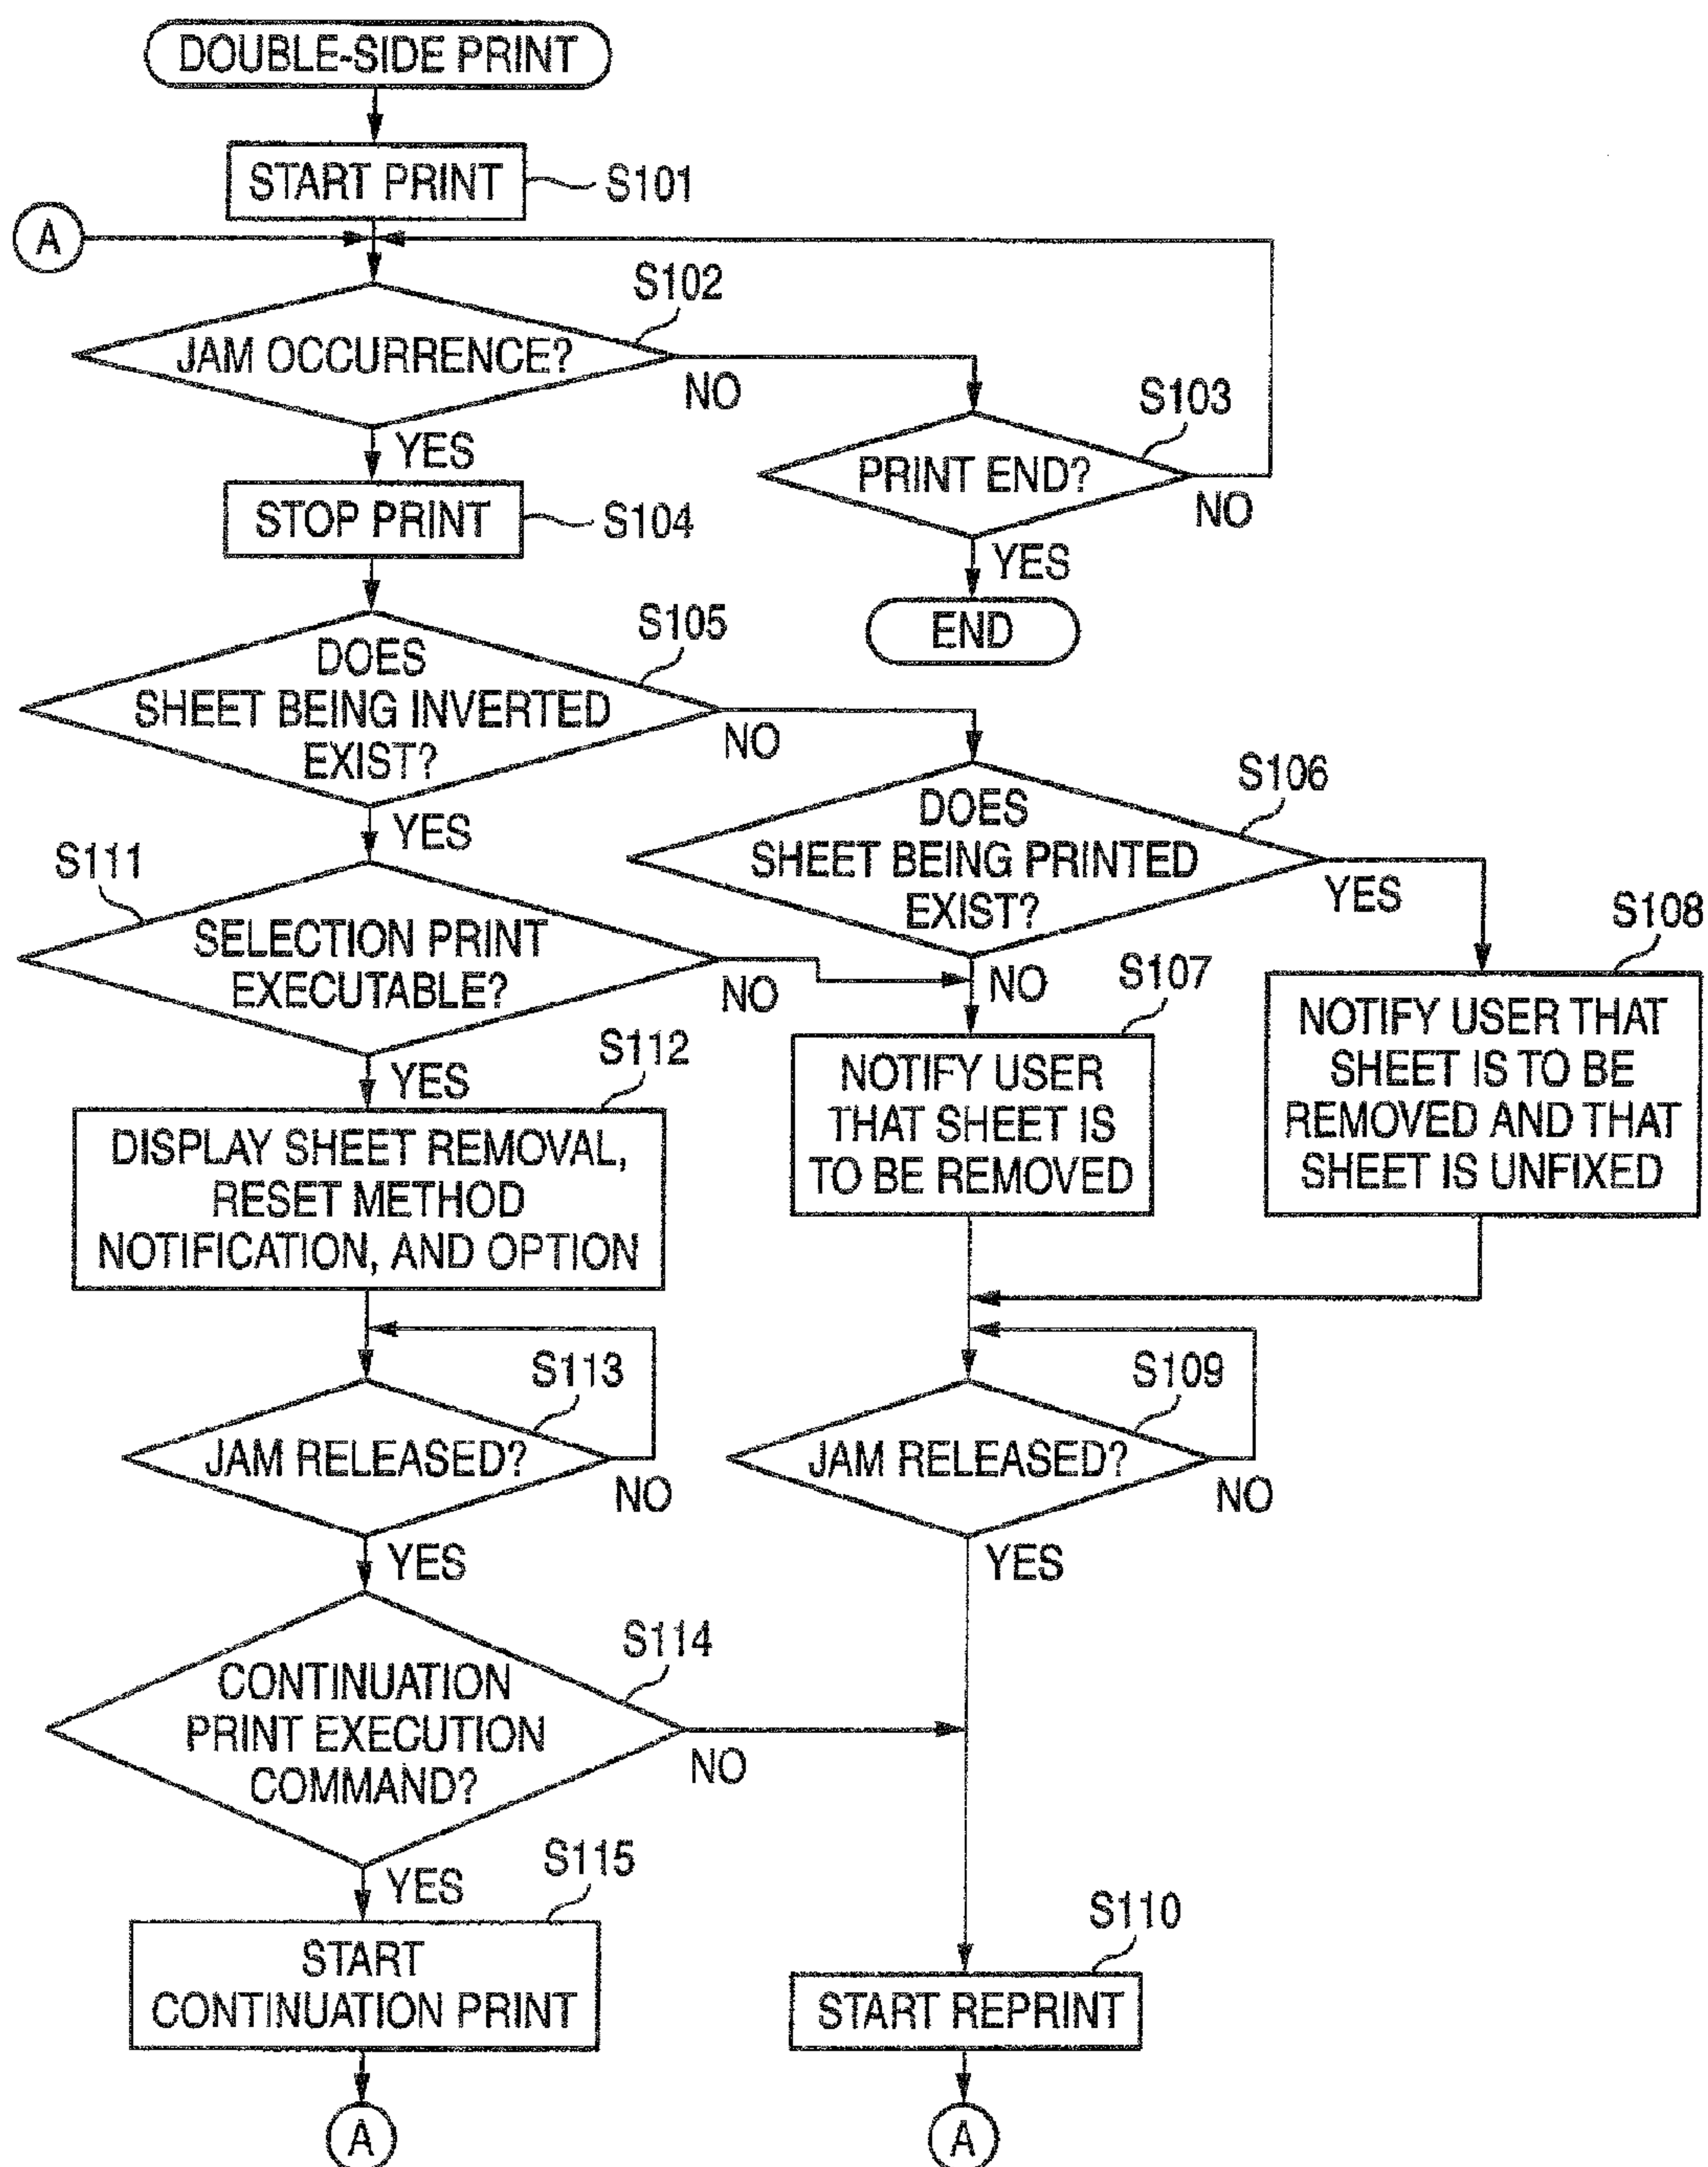 DOUBLE-SIDE PRINT
START PRINT
S101
A
S102
JAM OCCURRENCE?
NO
S103
YES
PRINT END?
NO
STOP PRINT
S104
YES
END
S105
DOES
SHEET BEING INVERTED
EXIST?
NO
S106
DOES
SHEET BEING PRINTED
EXIST?
YES
YES
S111
SELECTION PRINT
EXECUTABLE?
NO
NO
S107
S108
NOTIFY USER THAT
SHEET IS TO BE
REMOVED AND THAT
SHEET IS UNFIXED
NOTIFY USER
THAT SHEET IS
TO BE REMOVED
YES
S112
DISPLAY SHEET REMOVAL,
RESET METHOD
NOTIFICATION, AND OPTION
S113
JAM RELEASED?
NO
S109
JAM RELEASED?
NO
YES
YES
S114
CONTINUATION
PRINT EXECUTION
COMMAND?
NO
YES
S115
START
CONTINUATION PRINT
S110
START REPRINT
A
A